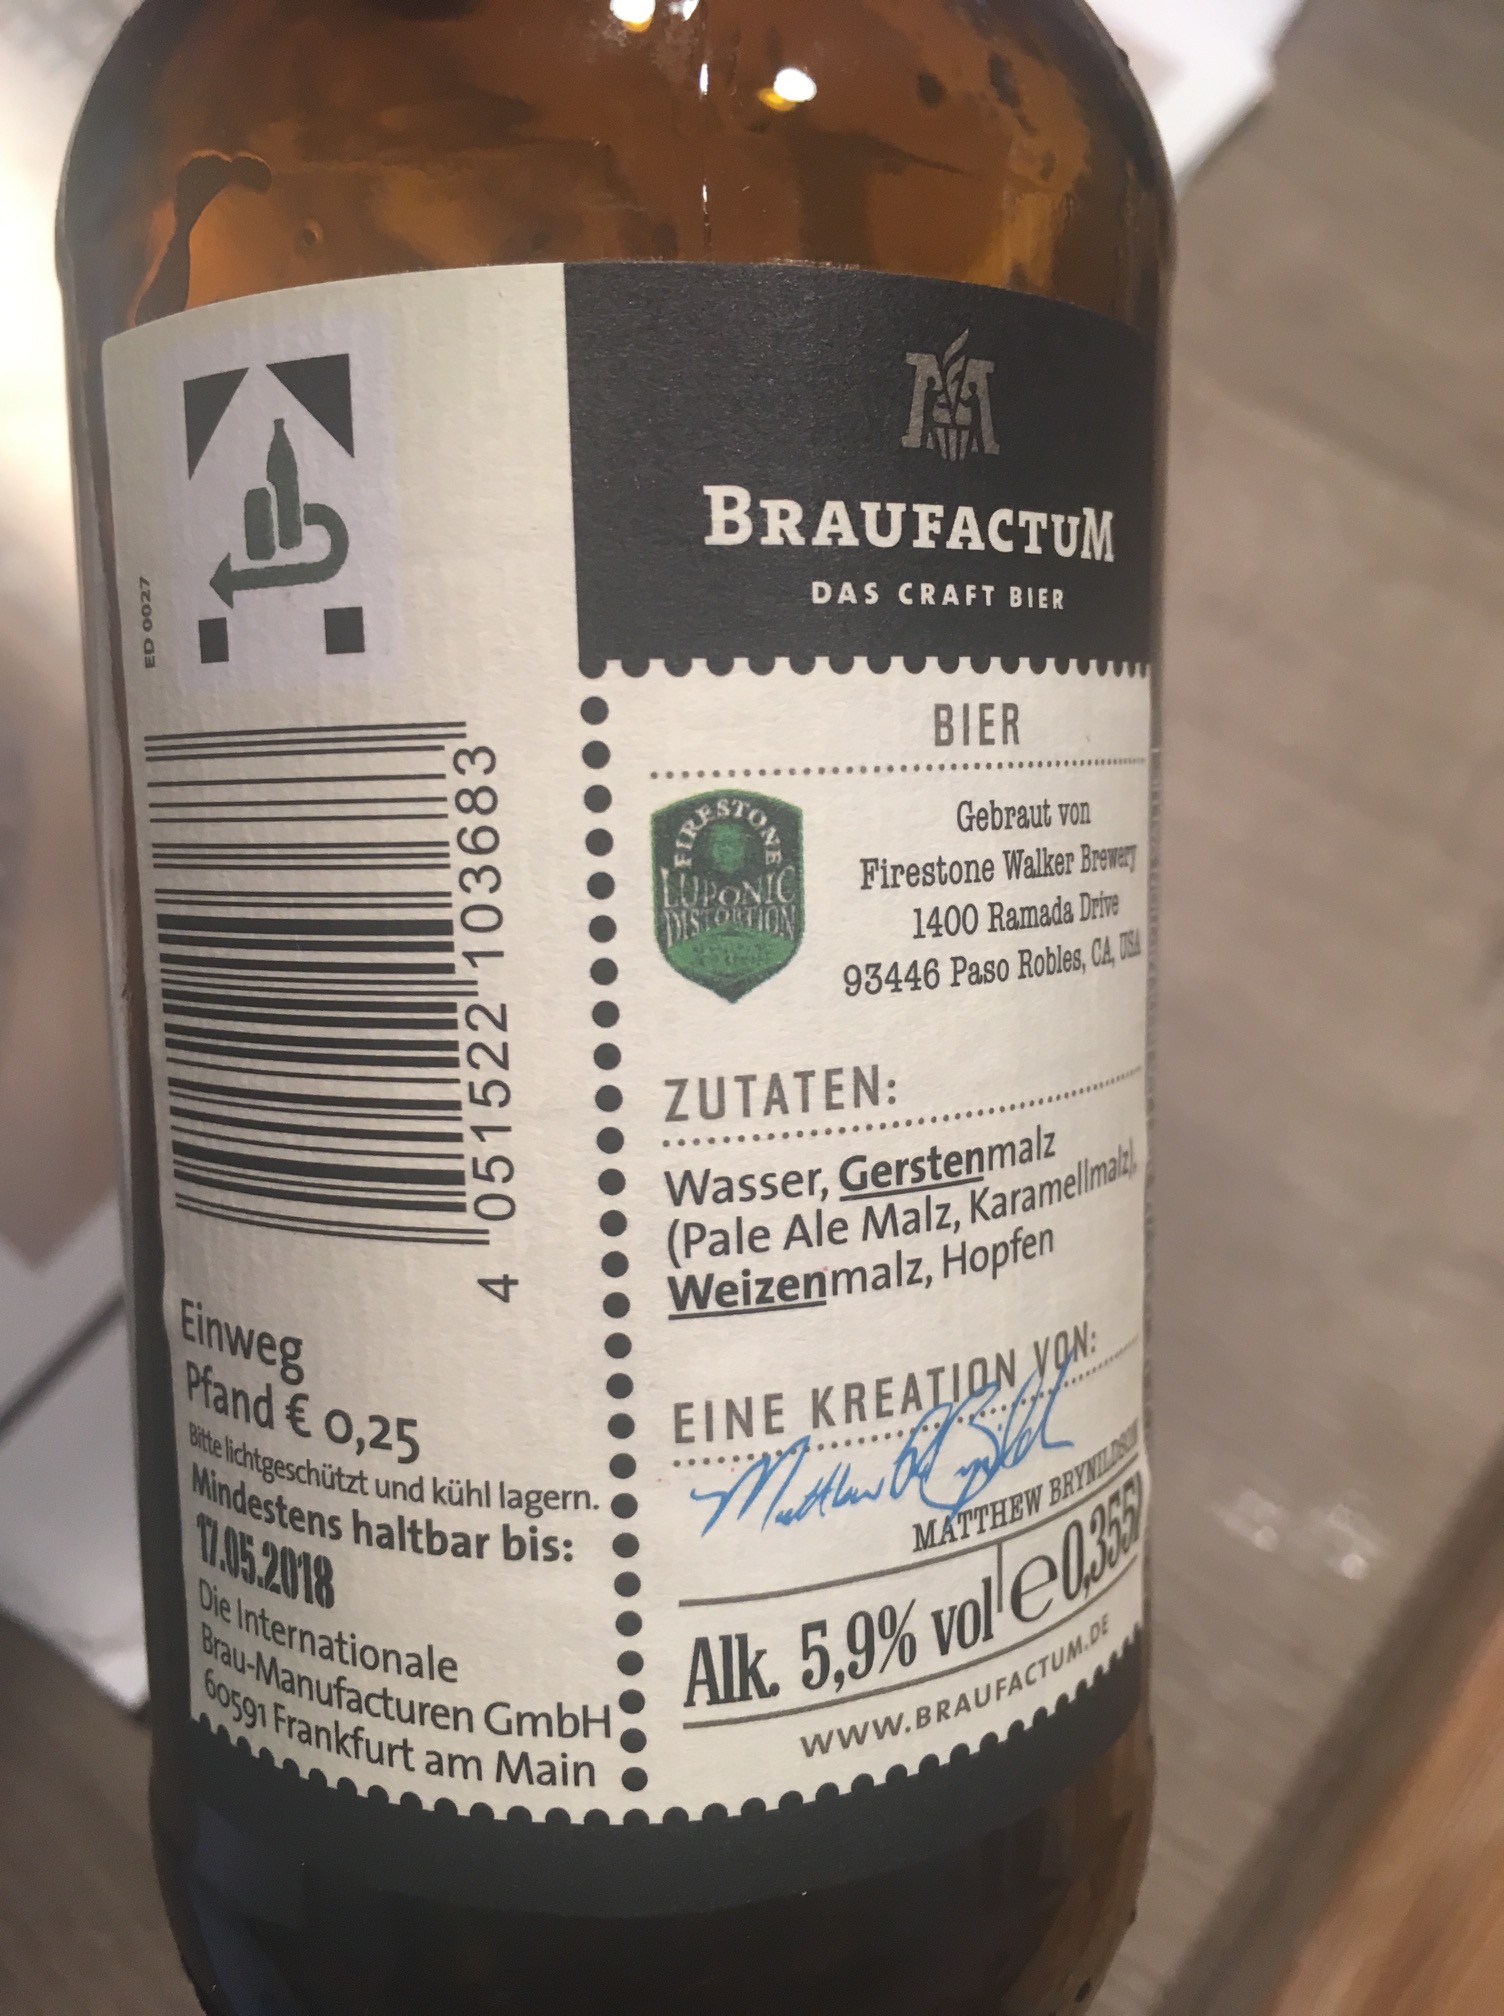 ED 0027
4 051522 103683
Einweg
Pfand € 0,25
Bitte lichtgeschützt und kühl lagern.
Mindestens haltbar bis:
17.05.2018
Die Internationale
Brau-Manufacturen GmbH
60591 Frankfurt am Main
BRAUFACTUM
DAS CRAFT BIER
BIER
FIRESTONE
LUPONIC
DISTORTION
Gebraut von
Firestone Walker Brewery
1400 Ramada Drive
93446 Paso Robles, CA, USA
ZUTATEN:
Wasser, Gerstenmalz
(Pale Ale Malz, Karamellmalz),
Weizenmalz, Hopfen
EINE KREATION VON:
MATTHEW BRYNILDSON
Alk. 5,9% vol e 0,355l
WWW.BRAUFACTUM.DE